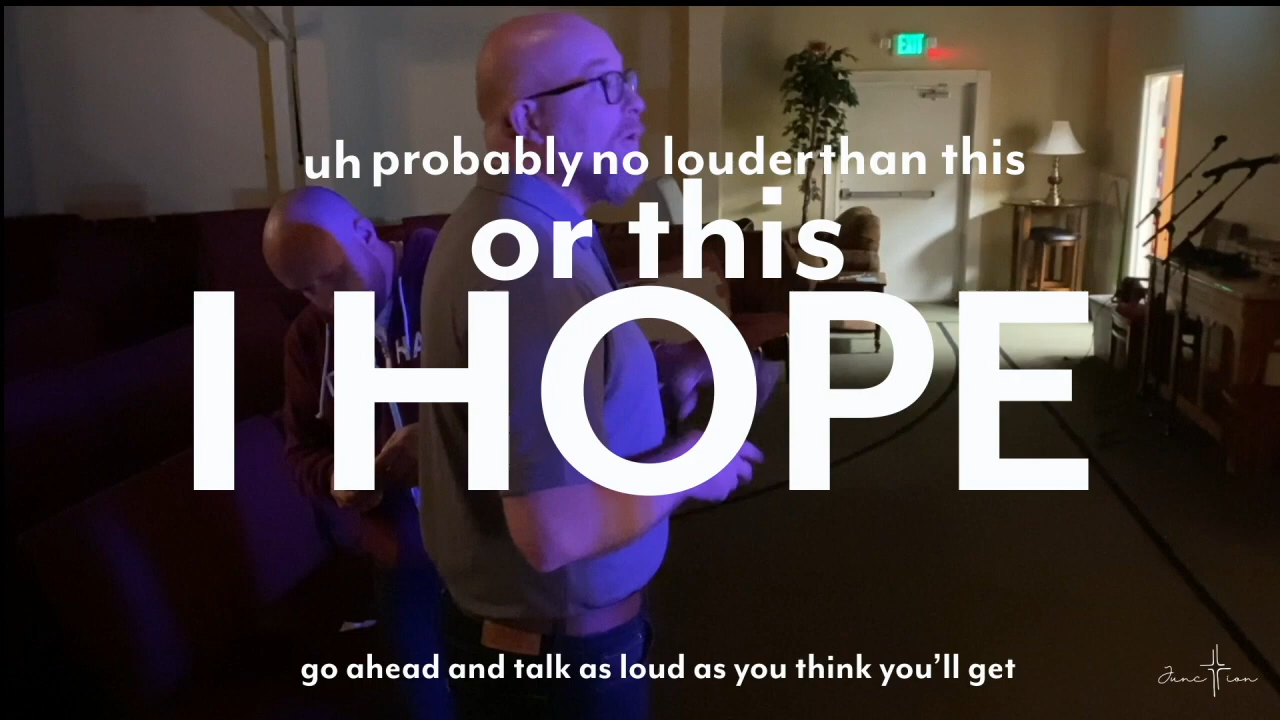 uh probably no louder than this
or this
I HOPE
go ahead and talk as loud as you think you'll get
Junction